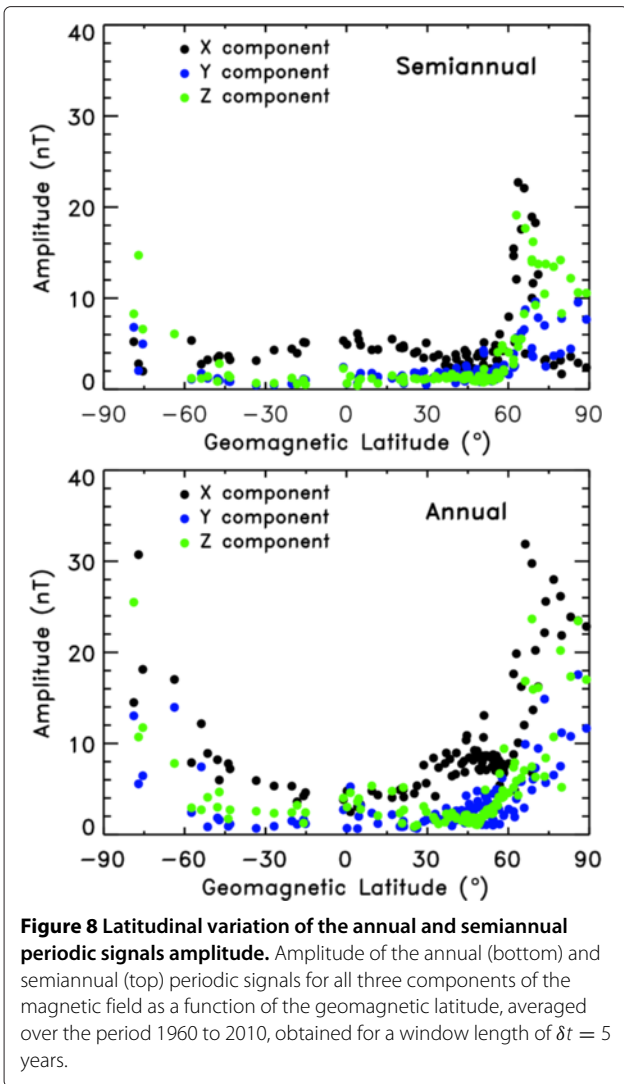 X component
Y component
Z component
Semiannual
40
30
20
10
0
Amplitude (nT)
−90 −60 −30 0 30 60 90
Geomagnetic Latitude (°)
X component
Y component
Z component
Annual
40
30
20
10
0
Amplitude (nT)
−90 −60 −30 0 30 60 90
Geomagnetic Latitude (°)
Figure 8 Latitudinal variation of the annual and semiannual
periodic signals amplitude. Amplitude of the annual (bottom) and
semiannual (top) periodic signals for all three components of the
magnetic field as a function of the geomagnetic latitude, averaged
over the period 1960 to 2010, obtained for a window length of δt = 5
years.